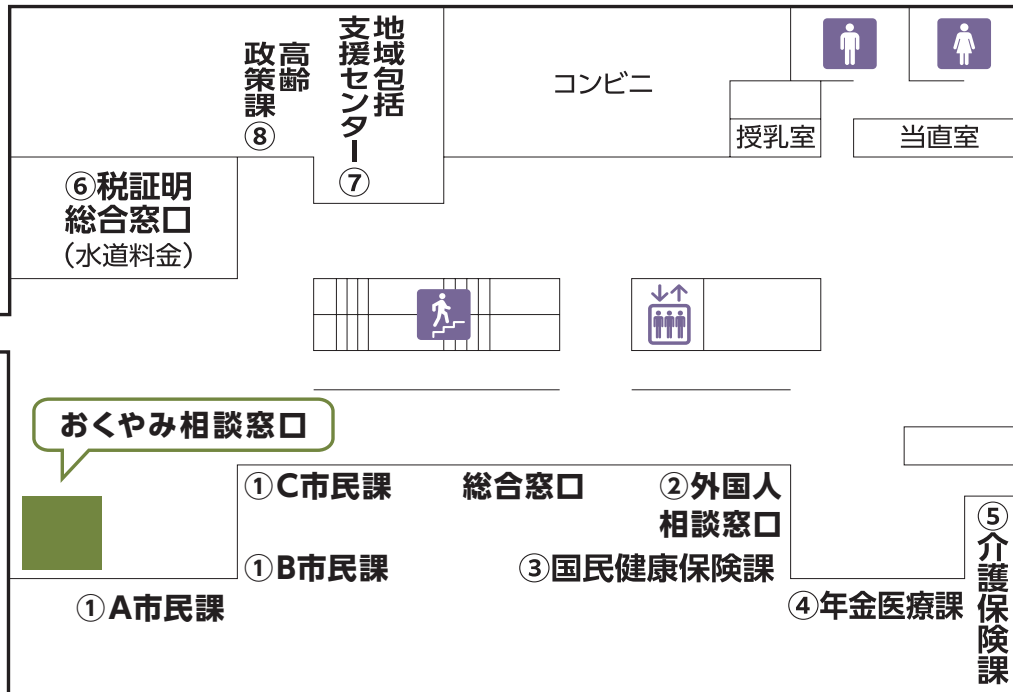 地域包括
支援センター⑦
高齢
政策課⑧
コンビニ
授乳室
当直室
⑥税証明
総合窓口
(水道料金)
おくやみ相談窓口
①C市民課
総合窓口
②外国人
相談窓口
①B市民課
③国民健康保険課
①A市民課
④年金医療課
⑤介護保険課